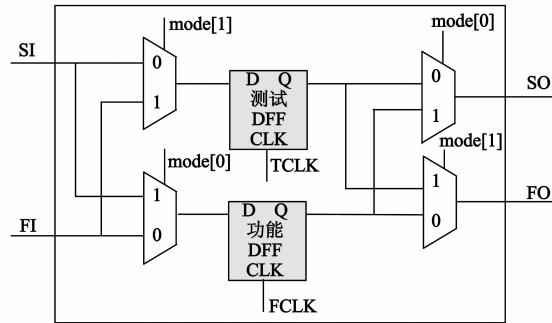 mode[1]
mode[0]
SI
0
1
D Q
测试
DFF
CLK
TCLK
0
1
SO
mode[0]
mode[1]
FI
1
0
D Q
功能
DFF
CLK
FCLK
1
0
FO